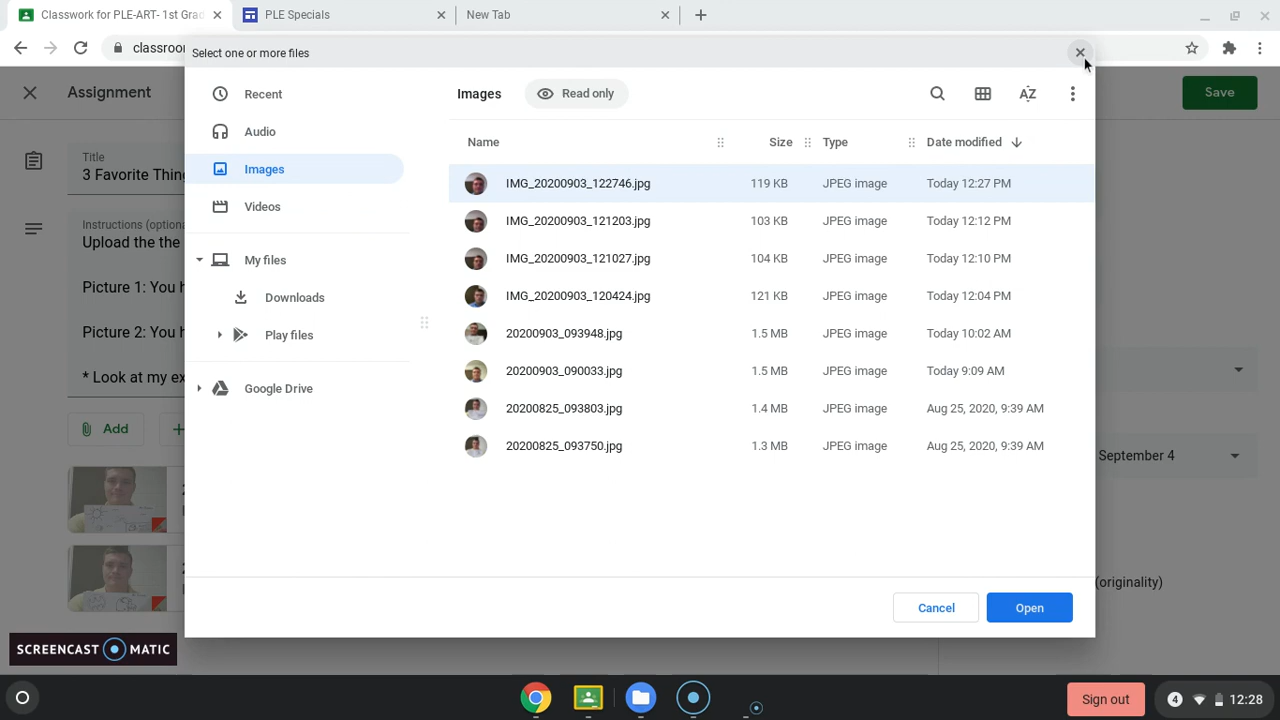 Classwork for PLE-ART- 1st Grad
PLE Specials
New Tab
classroo
Select one or more files
Assignment
Save
Title
3 Favorite Thing
Instructions (optiona
Upload the the
Picture 1: You h
Picture 2: You h
* Look at my ex
Add
Recent
Audio
Images
Videos
My files
Downloads
Play files
Google Drive
Images
Read only
AZ
Name Size Type Date modified
IMG_20200903_122746.jpg 119 KB JPEG image Today 12:27 PM
IMG_20200903_121203.jpg 103 KB JPEG image Today 12:12 PM
IMG_20200903_121027.jpg 104 KB JPEG image Today 12:10 PM
IMG_20200903_120424.jpg 121 KB JPEG image Today 12:04 PM
20200903_093948.jpg 1.5 MB JPEG image Today 10:02 AM
20200903_090033.jpg 1.5 MB JPEG image Today 9:09 AM
20200825_093803.jpg 1.4 MB JPEG image Aug 25, 2020, 9:39 AM
20200825_093750.jpg 1.3 MB JPEG image Aug 25, 2020, 9:39 AM
September 4
(originality)
Cancel
Open
SCREENCAST MATIC
Sign out
4
12:28